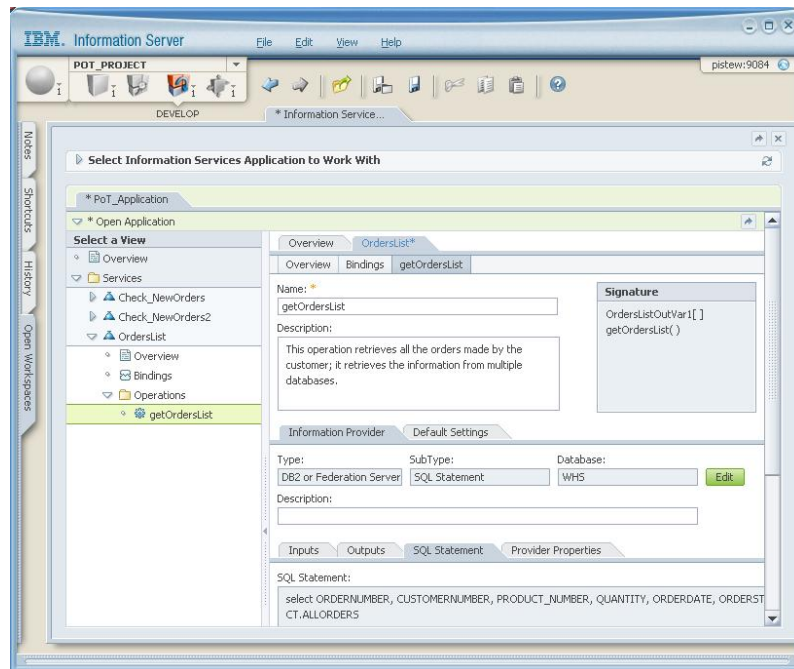 IBM. Information Server
File Edit View Help
POT_PROJECT
pistew:9084
DEVELOP
* Information Service...
Notes
Shortcuts
History
Open Workspaces
Select Information Services Application to Work With
* PoT_Application
* Open Application
Select a View
Overview
Services
Check_NewOrders
Check_NewOrders2
OrdersList
Overview
Bindings
Operations
getOrdersList
Overview OrdersList*
Overview Bindings getOrdersList
Name: *
getOrdersList
Description:
This operation retrieves all the orders made by the
customer; it retrieves the information from multiple
databases.
Signature
OrdersListOutVar1[ ]
getOrdersList( )
Information Provider Default Settings
Type: SubType: Database:
DB2 or Federation Server SQL Statement WHS Edit
Description:
Inputs Outputs SQL Statement Provider Properties
SQL Statement:
select ORDERNUMBER, CUSTOMERNUMBER, PRODUCT_NUMBER, QUANTITY, ORDERDATE, ORDERST
CT.ALLORDERS